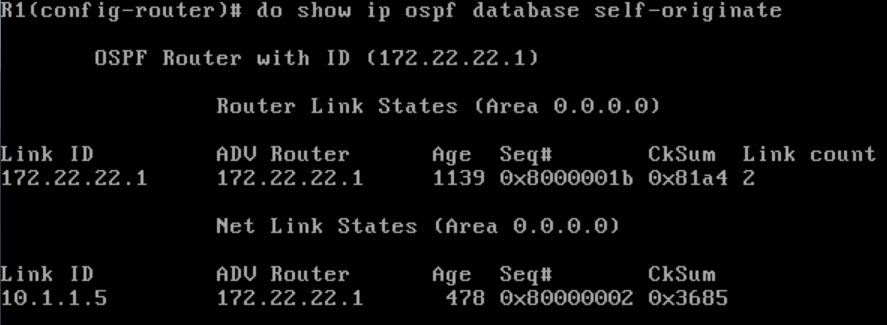 R1(config-router)# do show ip ospf database self-originate
OSPF Router with ID (172.22.22.1)
Router Link States (Area 0.0.0.0)
Link ID ADV Router Age Seq# CkSum Link count
172.22.22.1 172.22.22.1 1139 0x8000001b 0x81a4 2
Net Link States (Area 0.0.0.0)
Link ID ADV Router Age Seq# CkSum
10.1.1.5 172.22.22.1 478 0x80000002 0x3685